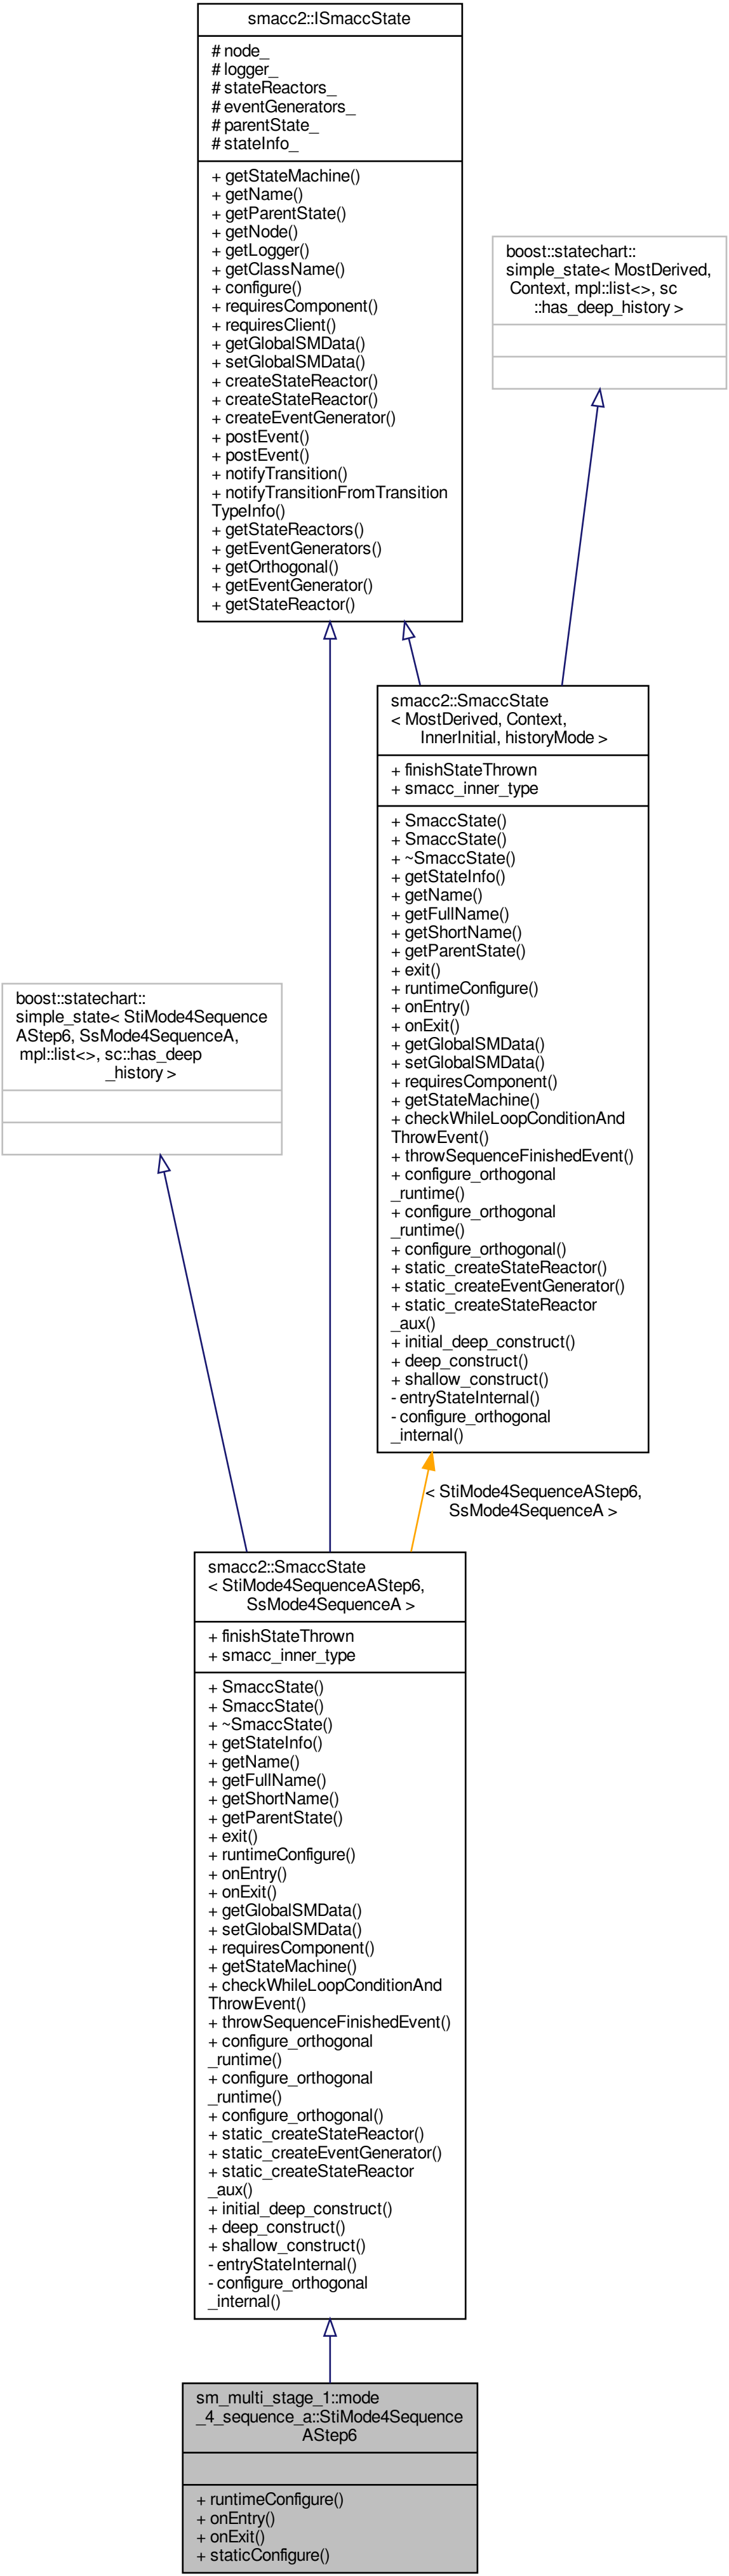 smacc2::ISmaccState
# node_
# logger_
# stateReactors_
# eventGenerators_
# parentState_
# stateInfo_
+ getStateMachine()
+ getName()
+ getParentState()
+ getNode()
+ getLogger()
+ getClassName()
+ configure()
+ requiresComponent()
+ requiresClient()
+ getGlobalSMData()
+ setGlobalSMData()
+ createStateReactor()
+ createStateReactor()
+ createEventGenerator()
+ postEvent()
+ postEvent()
+ notifyTransition()
+ notifyTransitionFromTransition
TypeInfo()
+ getStateReactors()
+ getEventGenerators()
+ getOrthogonal()
+ getEventGenerator()
+ getStateReactor()
boost::statechart::
simple_state< MostDerived,
Context, mpl::list<>, sc
::has_deep_history >
smacc2::SmaccState
< MostDerived, Context,
InnerInitial, historyMode >
+ finishStateThrown
+ smacc_inner_type
+ SmaccState()
+ SmaccState()
+ ~SmaccState()
+ getStateInfo()
+ getName()
+ getFullName()
+ getShortName()
+ getParentState()
+ exit()
+ runtimeConfigure()
+ onEntry()
+ onExit()
+ getGlobalSMData()
+ setGlobalSMData()
+ requiresComponent()
+ getStateMachine()
+ checkWhileLoopConditionAnd
ThrowEvent()
+ throwSequenceFinishedEvent()
+ configure_orthogonal
_runtime()
+ configure_orthogonal
_runtime()
+ configure_orthogonal()
+ static_createStateReactor()
+ static_createEventGenerator()
+ static_createStateReactor
_aux()
+ initial_deep_construct()
+ deep_construct()
+ shallow_construct()
- entryStateInternal()
- configure_orthogonal
_internal()
boost::statechart::
simple_state< StiMode4Sequence
AStep6, SsMode4SequenceA,
mpl::list<>, sc::has_deep
_history >
< StiMode4SequenceAStep6,
SsMode4SequenceA >
smacc2::SmaccState
< StiMode4SequenceAStep6,
SsMode4SequenceA >
+ finishStateThrown
+ smacc_inner_type
+ SmaccState()
+ SmaccState()
+ ~SmaccState()
+ getStateInfo()
+ getName()
+ getFullName()
+ getShortName()
+ getParentState()
+ exit()
+ runtimeConfigure()
+ onEntry()
+ onExit()
+ getGlobalSMData()
+ setGlobalSMData()
+ requiresComponent()
+ getStateMachine()
+ checkWhileLoopConditionAnd
ThrowEvent()
+ throwSequenceFinishedEvent()
+ configure_orthogonal
_runtime()
+ configure_orthogonal
_runtime()
+ configure_orthogonal()
+ static_createStateReactor()
+ static_createEventGenerator()
+ static_createStateReactor
_aux()
+ initial_deep_construct()
+ deep_construct()
+ shallow_construct()
- entryStateInternal()
- configure_orthogonal
_internal()
sm_multi_stage_1::mode
_4_sequence_a::StiMode4Sequence
AStep6
+ runtimeConfigure()
+ onEntry()
+ onExit()
+ staticConfigure()